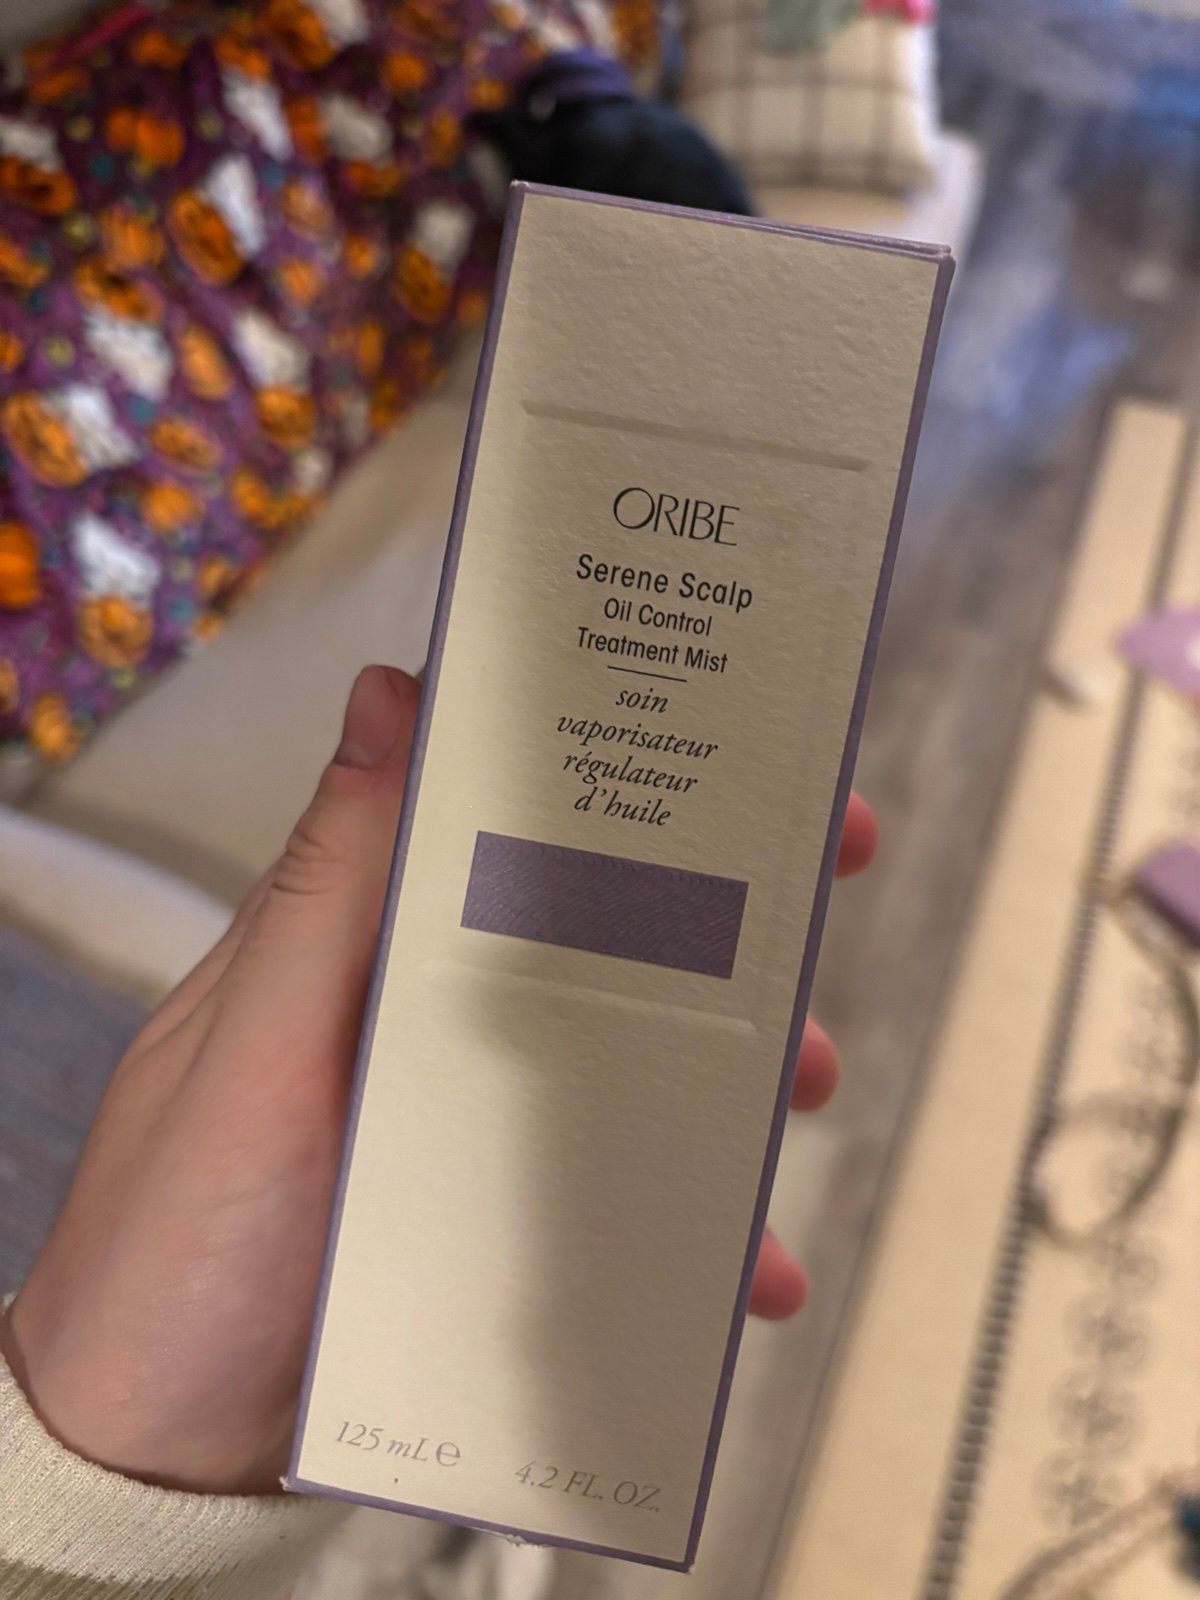 ORIBE
Serene Scalp
Oil Control
Treatment Mist
soin
vaporisateur
régulateur
d'huile
125 mL ℮ 4.2 FL. OZ.